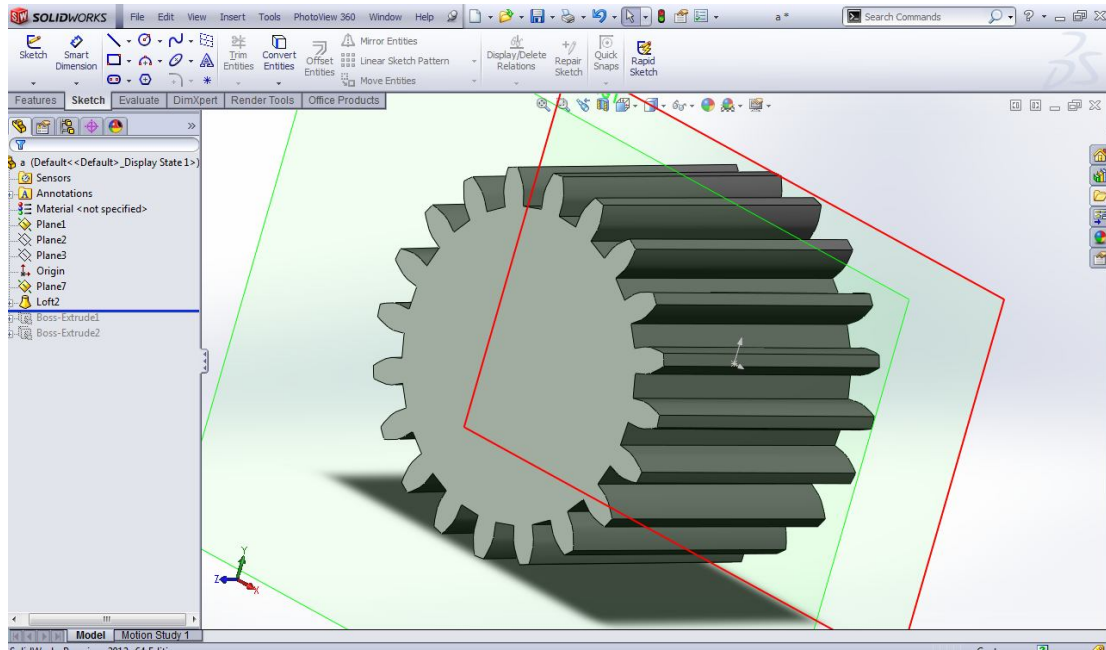 SOLIDWORKS File Edit View Insert Tools PhotoView 360 Window Help a * Search Commands
Sketch Smart Dimension Trim Entities Convert Entities Offset Entities Mirror Entities Linear Sketch Pattern Move Entities Display/Delete Relations Repair Sketch Quick Snaps Rapid Sketch
Features Sketch Evaluate DimXpert Render Tools Office Products
a (Default<<Default>_Display State 1>)
Sensors
Annotations
Material <not specified>
Plane1
Plane2
Plane3
Origin
Plane7
Loft2
Boss-Extrude1
Boss-Extrude2
Y
Z
X
Model Motion Study 1